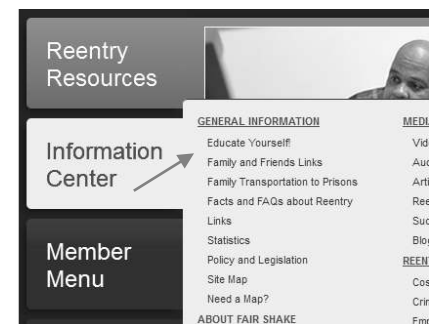 Reentry
Resources
Information
Center
Member
Menu
GENERAL INFORMATION
Educate Yourself!
Family and Friends Links
Family Transportation to Prisons
Facts and FAQs about Reentry
Links
Statistics
Policy and Legislation
Site Map
Need a Map?
ABOUT FAIR SHAKE